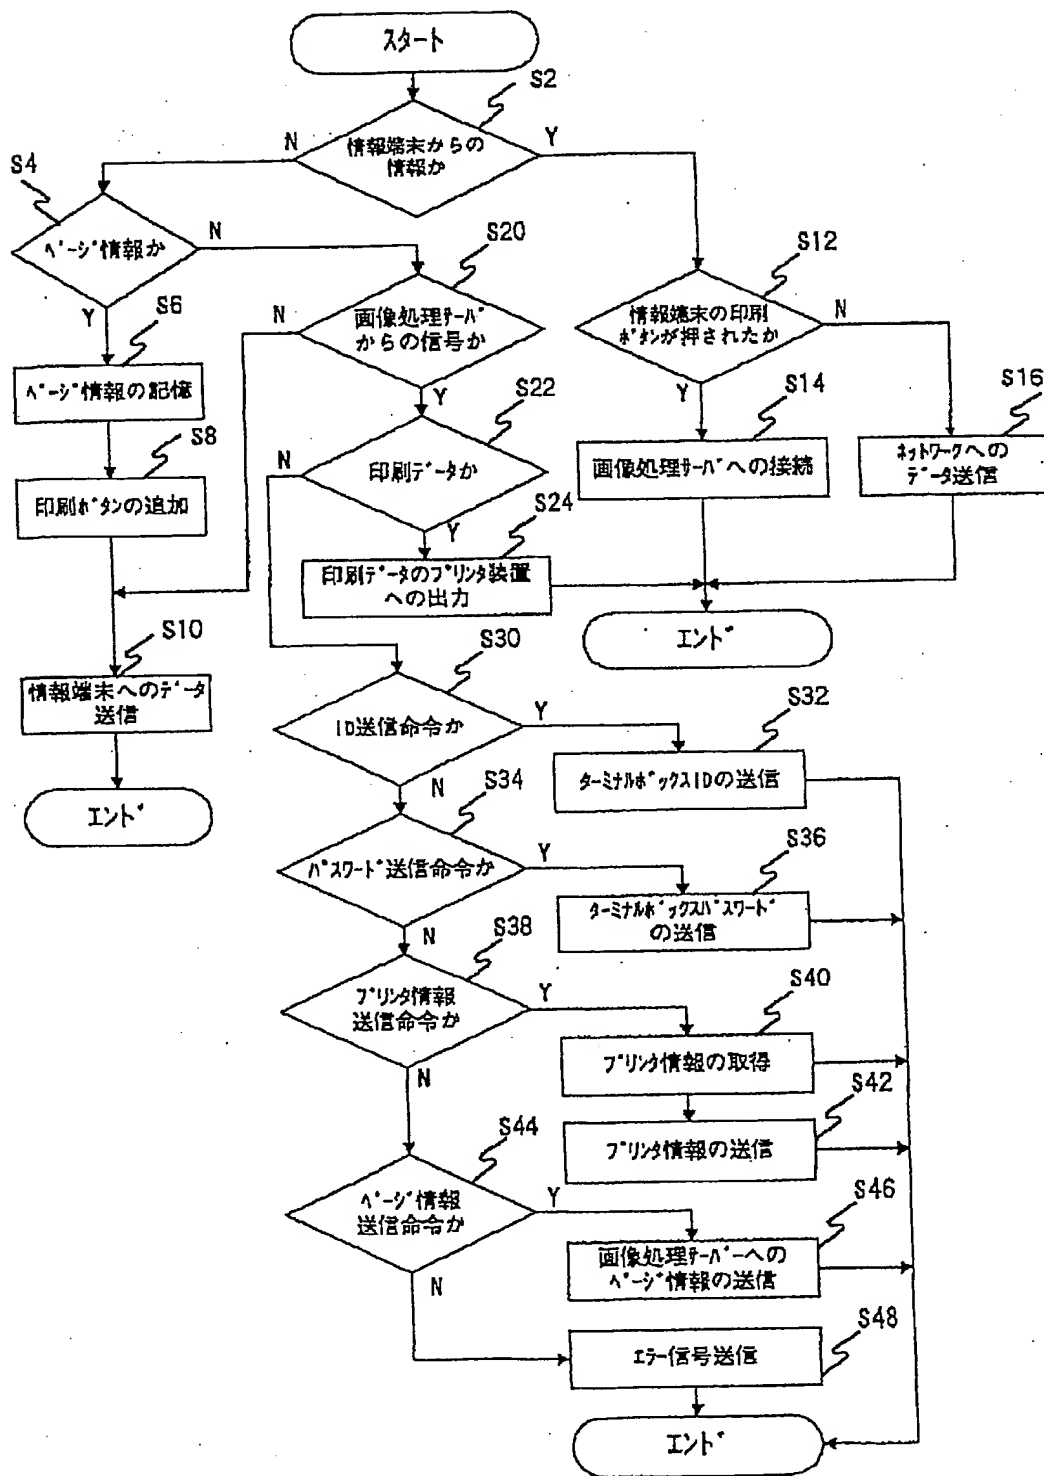 スタート
S2
N
Y
情報端末からの
情報か
S4
ページ情報か
N
Y
S20
画像処理サーバ
からの信号か
N
Y
S12
情報端末の印刷
ボタンが押されたか
N
Y
S6
ページ情報の記憶
S8
印刷ボタンの追加
S22
印刷データか
N
Y
S14
画像処理サーバへの接続
S16
ネットワークへの
データ送信
S24
印刷データのプリンタ装置
への出力
エンド
S10
情報端末へのデータ
送信
エンド
S30
ID送信命令か
Y
N
S32
ターミナルボックスIDの送信
S34
パスワード送信命令か
Y
N
S36
ターミナルボックスパスワード
の送信
S38
プリンタ情報
送信命令か
Y
N
S40
プリンタ情報の取得
S42
プリンタ情報の送信
S44
ページ情報
送信命令か
Y
N
S46
画像処理サーバーへの
ページ情報の送信
S48
エラー信号送信
エンド